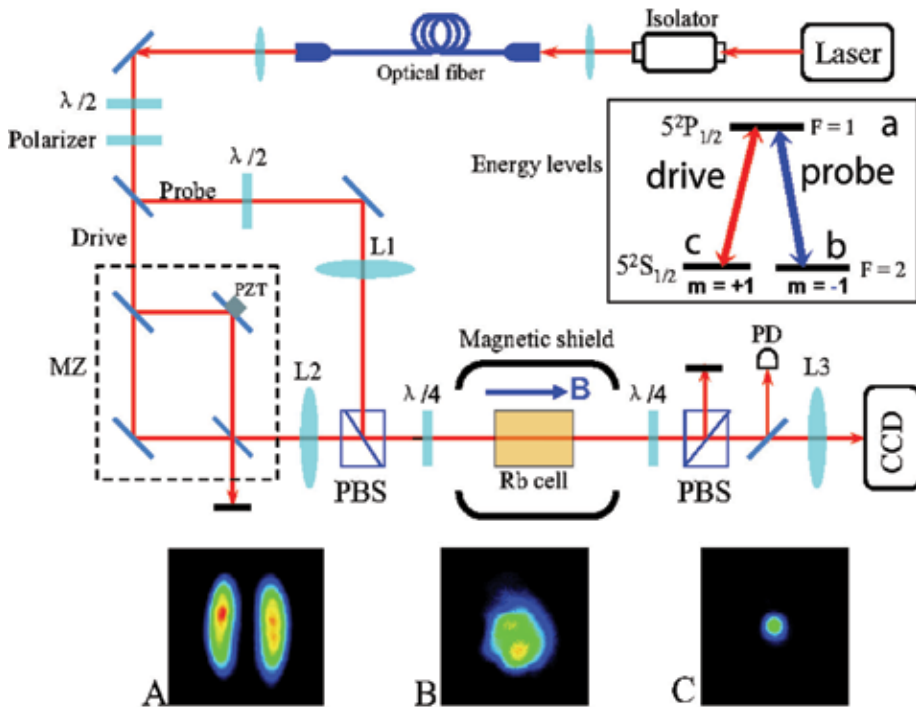 Isolator
Laser
Optical fiber
λ/2
Polarizer
λ/2
Probe
Drive
L1
Energy levels
5²P₁/₂
F = 1
a
drive
probe
c
b
5²S₁/₂
F = 2
m = +1
m = -1
PZT
MZ
L2
Magnetic shield
PD
L3
λ/4
B
λ/4
CCD
PBS
Rb cell
PBS
A
B
C